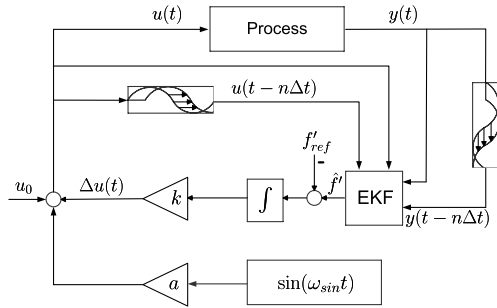 u(t)
Process
y(t)
u(t − nΔt)
f′ref
-
u0
Δu(t)
k
∫
f̂′
EKF
y(t − nΔt)
a
sin(ωsint)